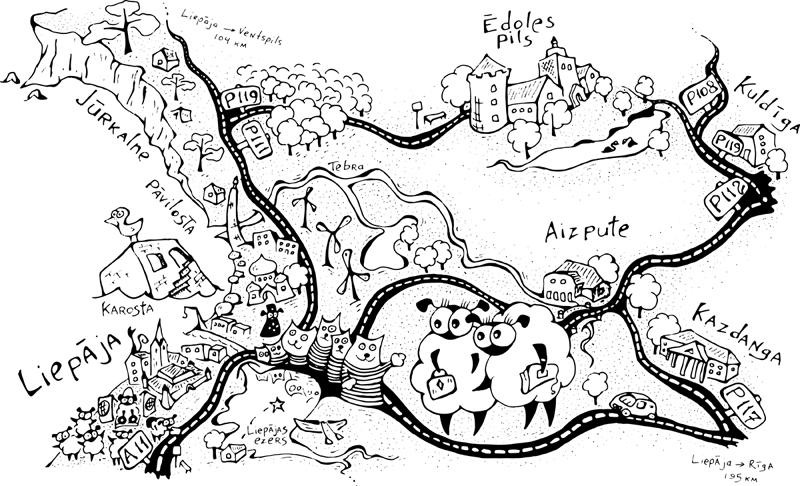 Liepāja → Ventspils
104 KM
Ēdoles
pils
P119
P111
P108
Kuldīga
P119
P112
Jūrkalne
Pāvilosta
Tebra
Aizpute
Karosta
Kazdanga
Liepāja
P117
A11
Liepājas
ezers
Liepāja → Rīga
195 KM